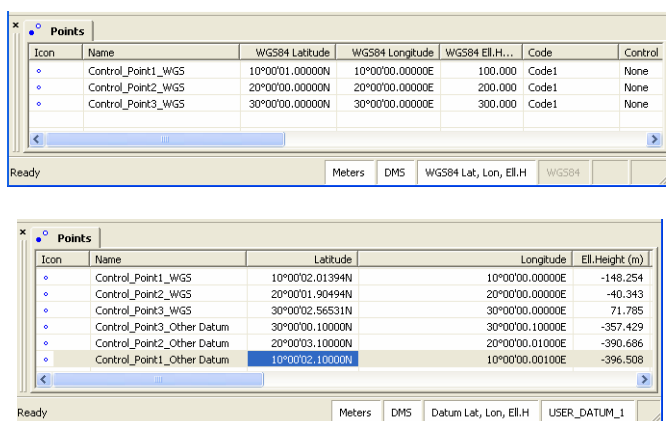 Points
Icon Name WGS84 Latitude WGS84 Longitude WGS84 Ell.H... Code Control
Control_Point1_WGS 10°00'01.00000N 10°00'00.00000E 100.000 Code1 None
Control_Point2_WGS 20°00'00.00000N 20°00'00.00000E 200.000 Code1 None
Control_Point3_WGS 30°00'00.00000N 30°00'00.00000E 300.000 Code1 None
Ready Meters DMS WGS84 Lat, Lon, Ell.H WGS84
Points
Icon Name Latitude Longitude Ell.Height (m)
Control_Point1_WGS 10°00'02.01394N 10°00'00.00000E -148.254
Control_Point2_WGS 20°00'01.90494N 20°00'00.00000E -40.343
Control_Point3_WGS 30°00'02.56531N 30°00'00.00000E 71.785
Control_Point3_Other Datum 30°00'00.10000N 30°00'00.10000E -357.429
Control_Point2_Other Datum 20°00'03.10000N 20°00'00.01000E -390.686
Control_Point1_Other Datum 10°00'02.10000N 10°00'00.00100E -396.508
Ready Meters DMS Datum Lat, Lon, Ell.H USER_DATUM_1